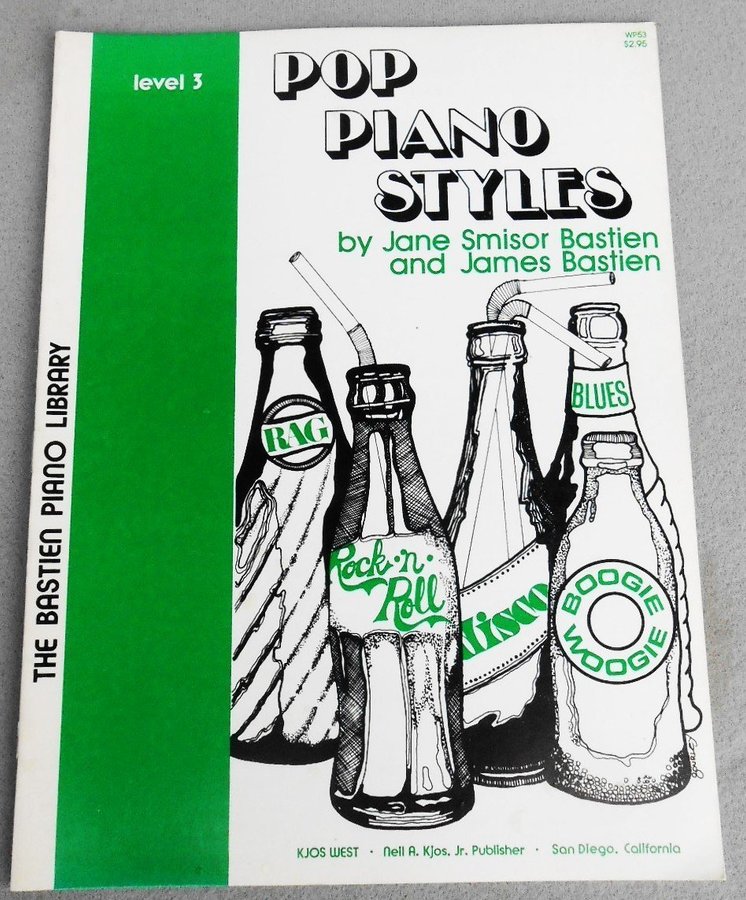 WP53
$2.95
level 3
POP
PIANO
STYLES
by Jane Smisor Bastien
and James Bastien
THE BASTIEN PIANO LIBRARY
RAG
Rock·n·
Roll
Disco
BLUES
BOOGIE
WOOGIE
KJOS WEST · Neil A. Kjos, Jr. Publisher · San Diego, California